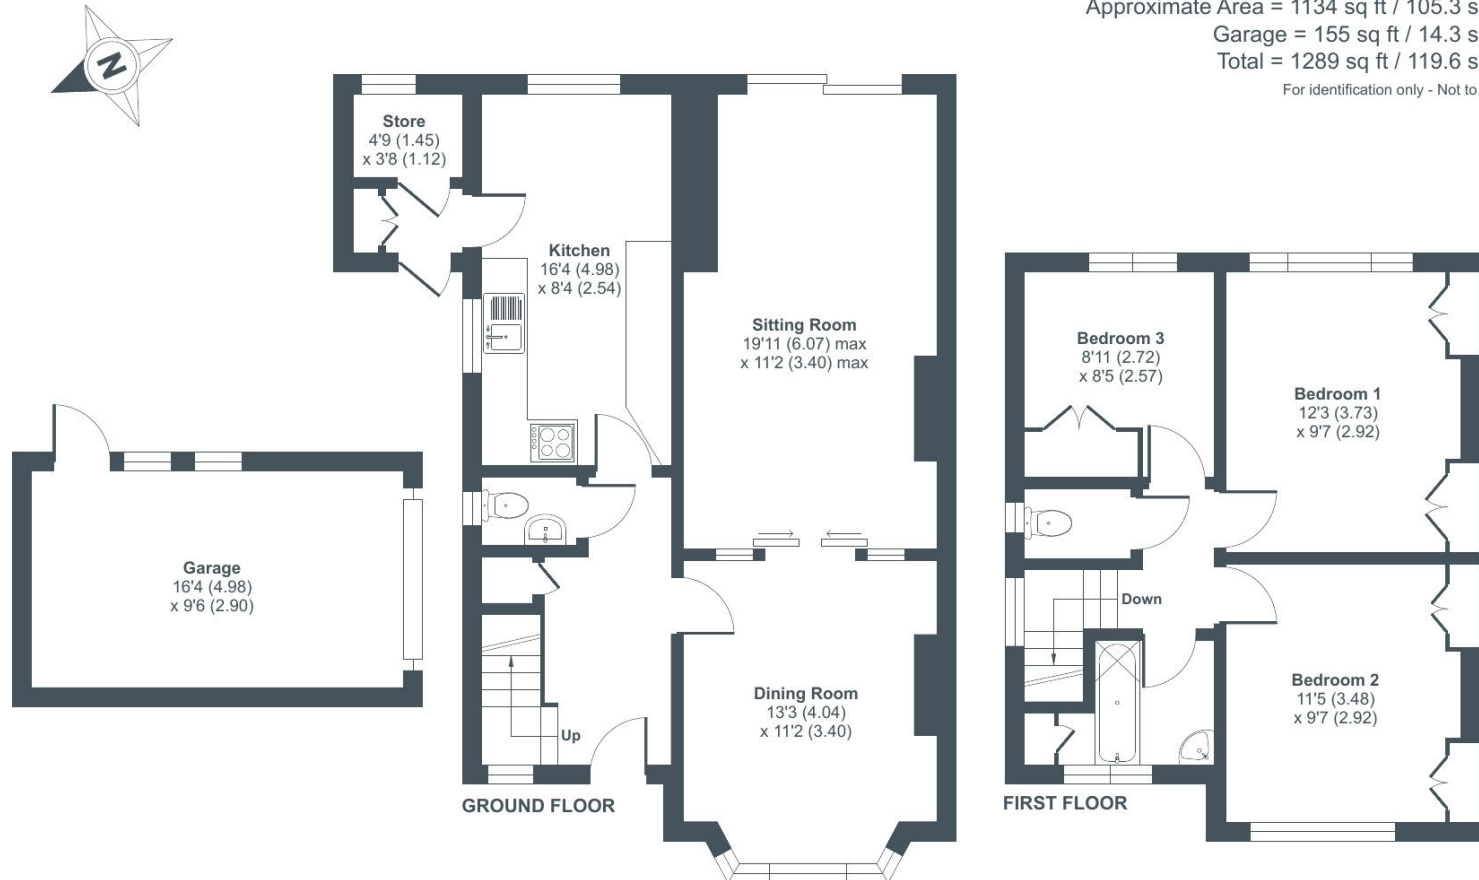 Approximate Area = 1134 sq ft / 105.3 s
Garage = 155 sq ft / 14.3 s
Total = 1289 sq ft / 119.6 s
For identification only - Not to
N
Store
4'9 (1.45)
x 3'8 (1.12)
Kitchen
16'4 (4.98)
x 8'4 (2.54)
Sitting Room
19'11 (6.07) max
x 11'2 (3.40) max
Garage
16'4 (4.98)
x 9'6 (2.90)
Dining Room
13'3 (4.04)
x 11'2 (3.40)
Up
GROUND FLOOR
Bedroom 3
8'11 (2.72)
x 8'5 (2.57)
Bedroom 1
12'3 (3.73)
x 9'7 (2.92)
Down
Bedroom 2
11'5 (3.48)
x 9'7 (2.92)
FIRST FLOOR